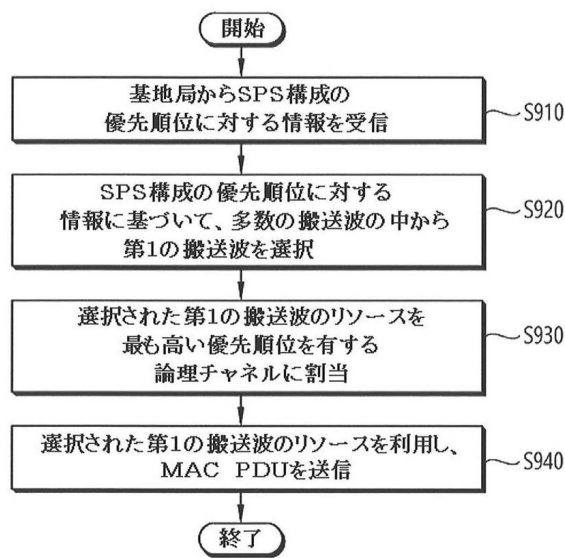 開始
基地局からSPS構成の
優先順位に対する情報を受信
S910
SPS構成の優先順位に対する
情報に基づいて、多数の搬送波の中から
第1の搬送波を選択
S920
選択された第1の搬送波のリソースを
最も高い優先順位を有する
論理チャネルに割当
S930
選択された第1の搬送波のリソースを利用し、
MAC PDUを送信
S940
終了